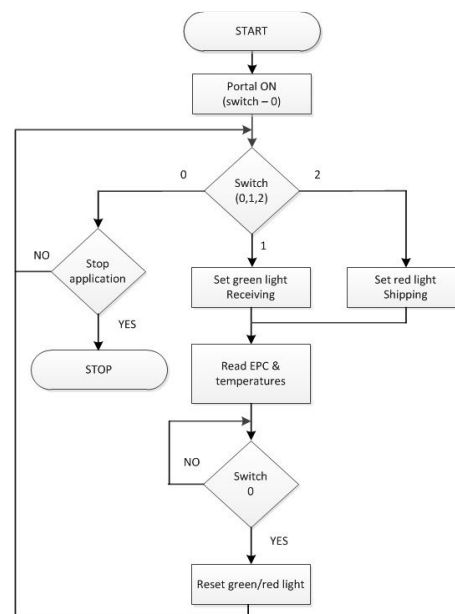 START
Portal ON
(switch – 0)
0
Switch
(0,1,2)
2
1
NO
Stop
application
Set green light
Receiving
Set red light
Shipping
YES
STOP
Read EPC &
temperatures
NO
Switch
0
YES
Reset green/red light